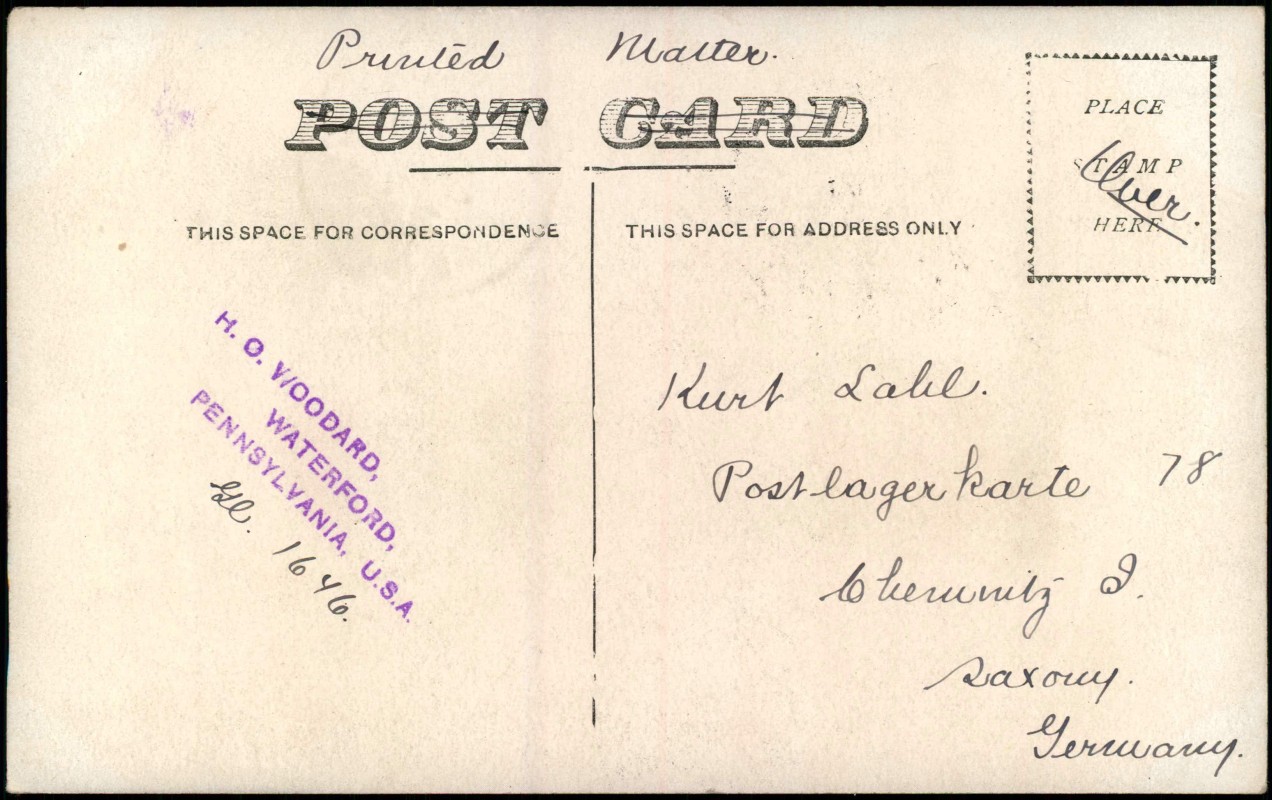 Printed Matter.
POST CARD
PLACE
STAMP
HERE
Over.
THIS SPACE FOR CORRESPONDENCE
THIS SPACE FOR ADDRESS ONLY
H. O. WOODARD,
WATERFORD,
PENNSYLVANIA, U.S.A.
1646.
Kurt Lahl.
Postlagerkarte 78
Chemnitz I.
Saxony.
Germany.